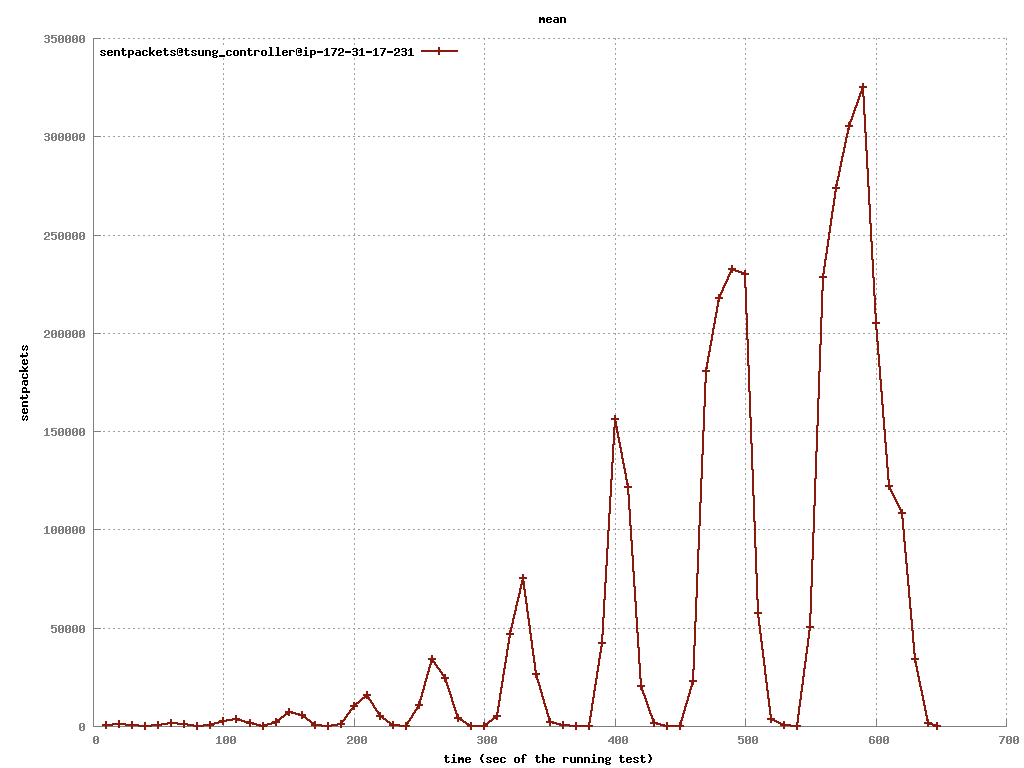 mean
350000
sentpackets@tsung_controller@ip-172-31-17-231
300000
250000
200000
150000
100000
50000
0
sentpackets
0 100 200 300 400 500 600 700
time (sec of the running test)